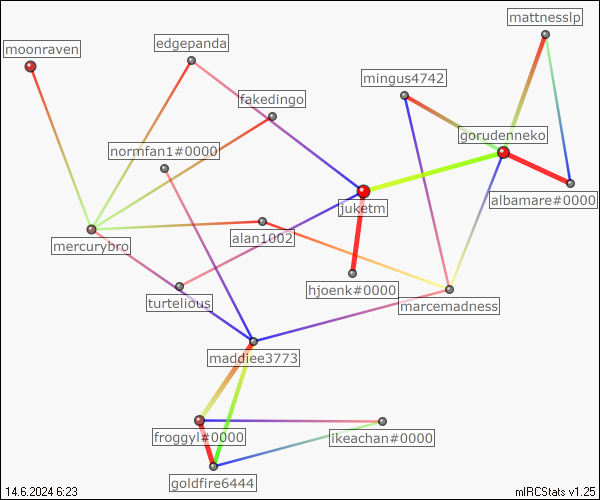 mattnesslp
edgepanda
moonraven
mingus4742
fakedingo
gorudenneko
normfan1#0000
albamare#0000
juketm
alan1002
mercurybro
hjoenk#0000
turtelious
marcemadness
maddiee3773
froggyl#0000
ikeachan#0000
goldfire6444
14.6.2024 6:23
mIRCStats v1.25